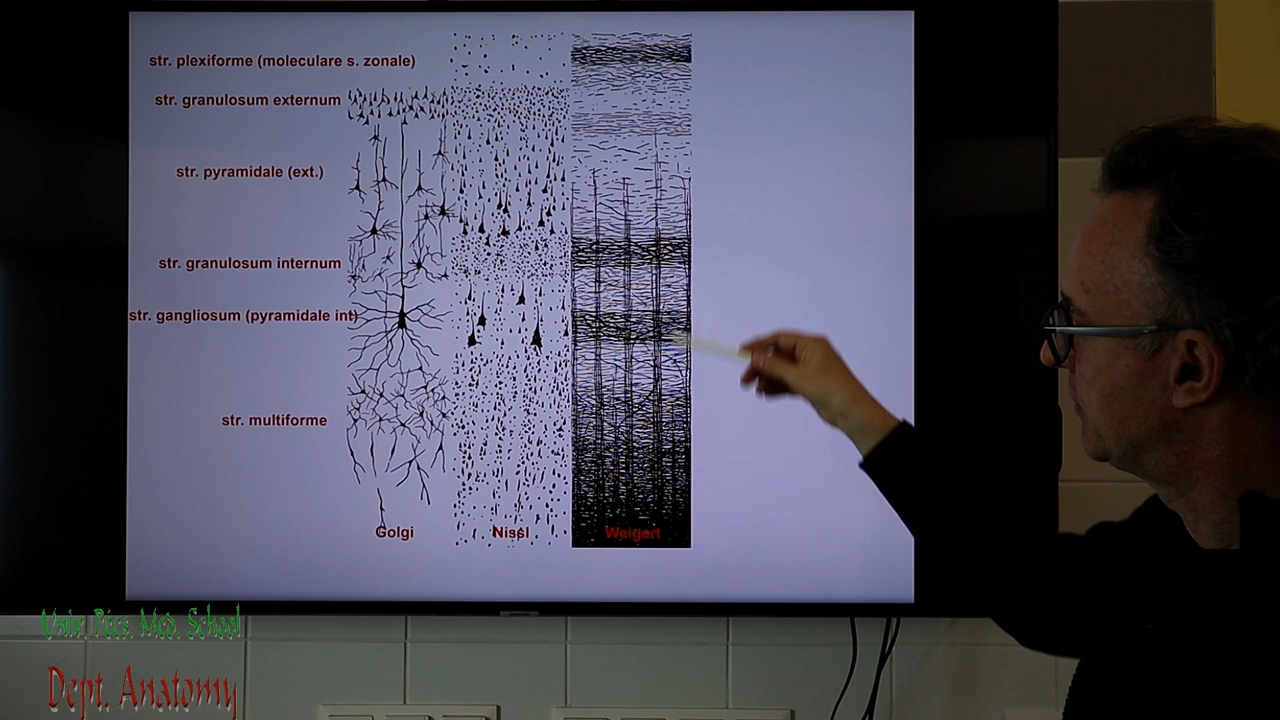 str. plexiforme (moleculare s. zonale)
str. granulosum externum
str. pyramidale (ext.)
str. granulosum internum
str. gangliosum (pyramidale int)
str. multiforme
Golgi Nissl Weigert
Univ. Pécs. Med. School
Dept. Anatomy